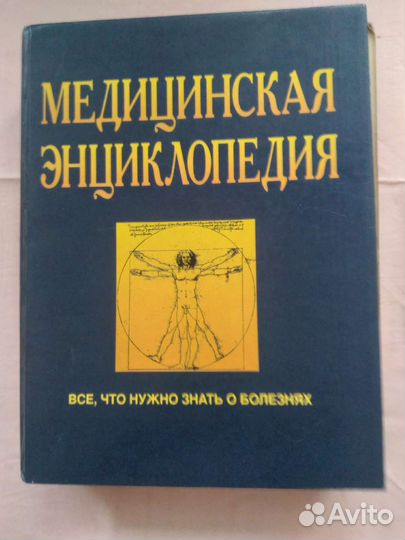 МЕДИЦИНСКАЯ
ЭНЦИКЛОПЕДИЯ
ВСЕ, ЧТО НУЖНО ЗНАТЬ О БОЛЕЗНЯХ
Avito